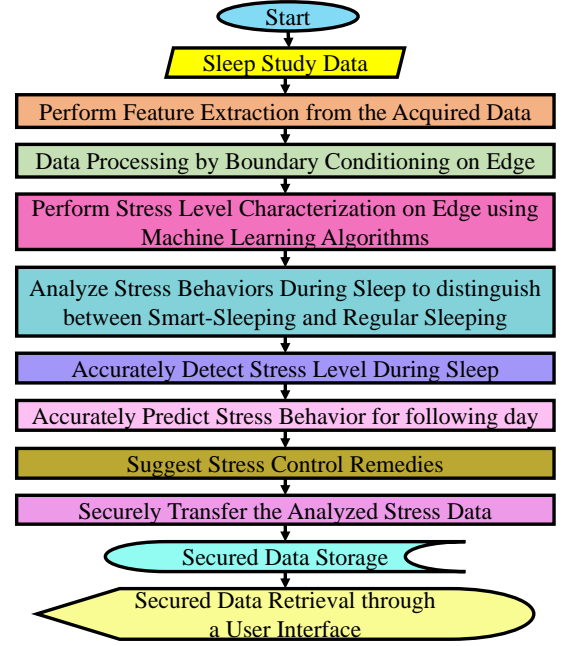 Start
Sleep Study Data
Perform Feature Extraction from the Acquired Data
Data Processing by Boundary Conditioning on Edge
Perform Stress Level Characterization on Edge using
Machine Learning Algorithms
Analyze Stress Behaviors During Sleep to distinguish
between Smart-Sleeping and Regular Sleeping
Accurately Detect Stress Level During Sleep
Accurately Predict Stress Behavior for following day
Suggest Stress Control Remedies
Securely Transfer the Analyzed Stress Data
Secured Data Storage
Secured Data Retrieval through
a User Interface